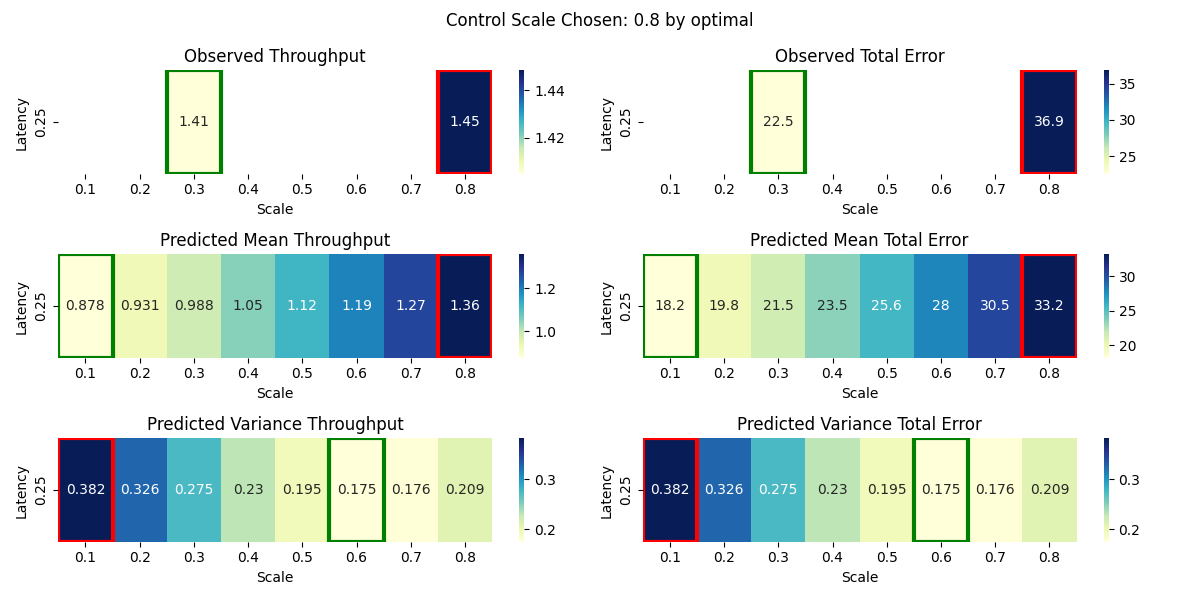 Control Scale Chosen: 0.8 by optimal
Observed Throughput
Latency
0.25
1.41
1.45
0.1 0.2 0.3 0.4 0.5 0.6 0.7 0.8
Scale
1.44
1.42
Observed Total Error
Latency
0.25
22.5
36.9
0.1 0.2 0.3 0.4 0.5 0.6 0.7 0.8
Scale
35
30
25
Predicted Mean Throughput
Latency
0.25
0.878 0.931 0.988 1.05 1.12 1.19 1.27 1.36
0.1 0.2 0.3 0.4 0.5 0.6 0.7 0.8
Scale
1.2
1.0
Predicted Mean Total Error
Latency
0.25
18.2 19.8 21.5 23.5 25.6 28 30.5 33.2
0.1 0.2 0.3 0.4 0.5 0.6 0.7 0.8
Scale
30
25
20
Predicted Variance Throughput
Latency
0.25
0.382 0.326 0.275 0.23 0.195 0.175 0.176 0.209
0.1 0.2 0.3 0.4 0.5 0.6 0.7 0.8
Scale
0.3
0.2
Predicted Variance Total Error
Latency
0.25
0.382 0.326 0.275 0.23 0.195 0.175 0.176 0.209
0.1 0.2 0.3 0.4 0.5 0.6 0.7 0.8
Scale
0.3
0.2